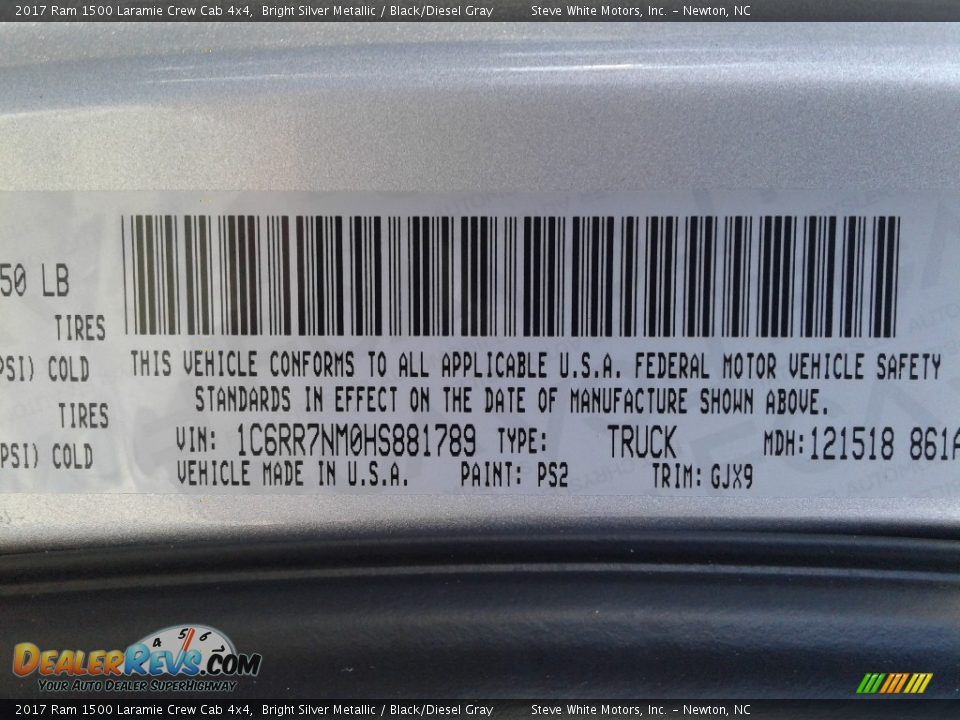 2017 Ram 1500 Laramie Crew Cab 4x4, Bright Silver Metallic / Black/Diesel Gray Steve White Motors, Inc. – Newton, NC
50 LB
TIRES
PSI) COLD
TIRES
PSI) COLD
THIS VEHICLE CONFORMS TO ALL APPLICABLE U.S.A. FEDERAL MOTOR VEHICLE SAFETY
STANDARDS IN EFFECT ON THE DATE OF MANUFACTURE SHOWN ABOVE.
VIN: 1C6RR7NM0HS881789 TYPE: TRUCK MDH: 121518 861A
VEHICLE MADE IN U.S.A. PAINT: PS2 TRIM: GJX9
4 5 6 7
DEALERREVS.COM
YOUR AUTO DEALER SUPERHIGHWAY
2017 Ram 1500 Laramie Crew Cab 4x4, Bright Silver Metallic / Black/Diesel Gray Steve White Motors, Inc. – Newton, NC